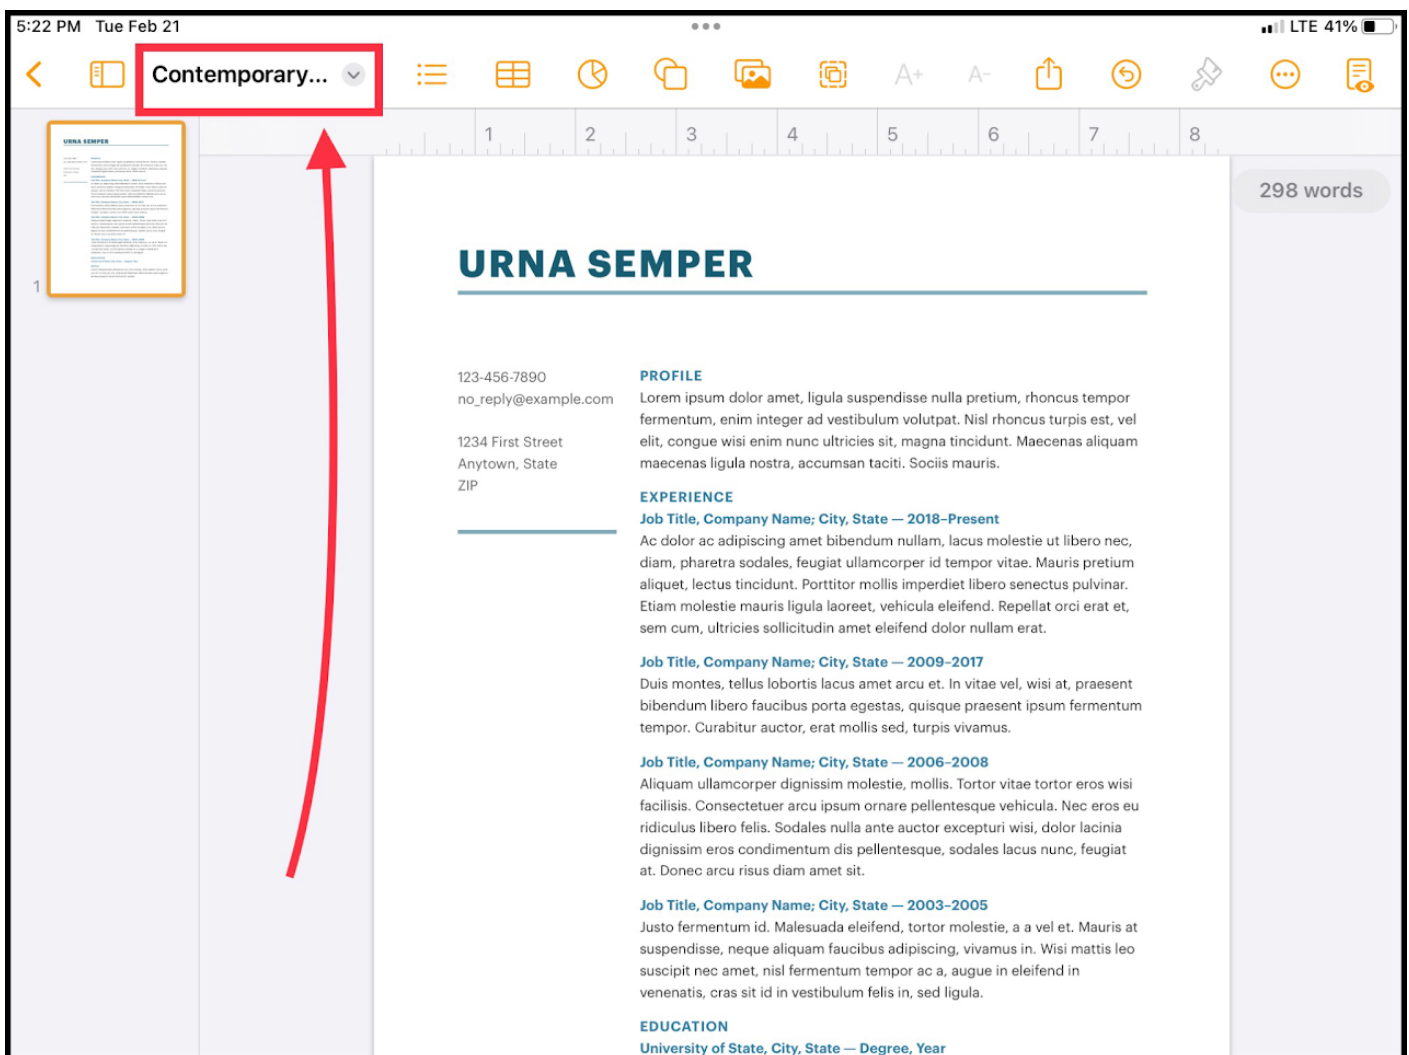 5:22 PM Tue Feb 21
LTE 41%
Contemporary...
A+ A-
1 2 3 4 5 6 7 8
298 words
URNA SEMPER
1
URNA SEMPER
123-456-7890
no_reply@example.com
1234 First Street
Anytown, State
ZIP
PROFILE
Lorem ipsum dolor amet, ligula suspendisse nulla pretium, rhoncus tempor
fermentum, enim integer ad vestibulum volutpat. Nisl rhoncus turpis est, vel
elit, congue wisi enim nunc ultricies sit, magna tincidunt. Maecenas aliquam
maecenas ligula nostra, accumsan taciti. Sociis mauris.
EXPERIENCE
Job Title, Company Name; City, State — 2018–Present
Ac dolor ac adipiscing amet bibendum nullam, lacus molestie ut libero nec,
diam, pharetra sodales, feugiat ullamcorper id tempor vitae. Mauris pretium
aliquet, lectus tincidunt. Porttitor mollis imperdiet libero senectus pulvinar.
Etiam molestie mauris ligula laoreet, vehicula eleifend. Repellat orci erat et,
sem cum, ultricies sollicitudin amet eleifend dolor nullam erat.
Job Title, Company Name; City, State — 2009–2017
Duis montes, tellus lobortis lacus amet arcu et. In vitae vel, wisi at, praesent
bibendum libero faucibus porta egestas, quisque praesent ipsum fermentum
tempor. Curabitur auctor, erat mollis sed, turpis vivamus.
Job Title, Company Name; City, State — 2006–2008
Aliquam ullamcorper dignissim molestie, mollis. Tortor vitae tortor eros wisi
facilisis. Consectetuer arcu ipsum ornare pellentesque vehicula. Nec eros eu
ridiculus libero felis. Sodales nulla ante auctor excepturi wisi, dolor lacinia
dignissim eros condimentum dis pellentesque, sodales lacus nunc, feugiat
at. Donec arcu risus diam amet sit.
Job Title, Company Name; City, State — 2003–2005
Justo fermentum id. Malesuada eleifend, tortor molestie, a a vel et. Mauris at
suspendisse, neque aliquam faucibus adipiscing, vivamus in. Wisi mattis leo
suscipit nec amet, nisl fermentum tempor ac a, augue in eleifend in
venenatis, cras sit id in vestibulum felis in, sed ligula.
EDUCATION
University of State, City, State — Degree, Year